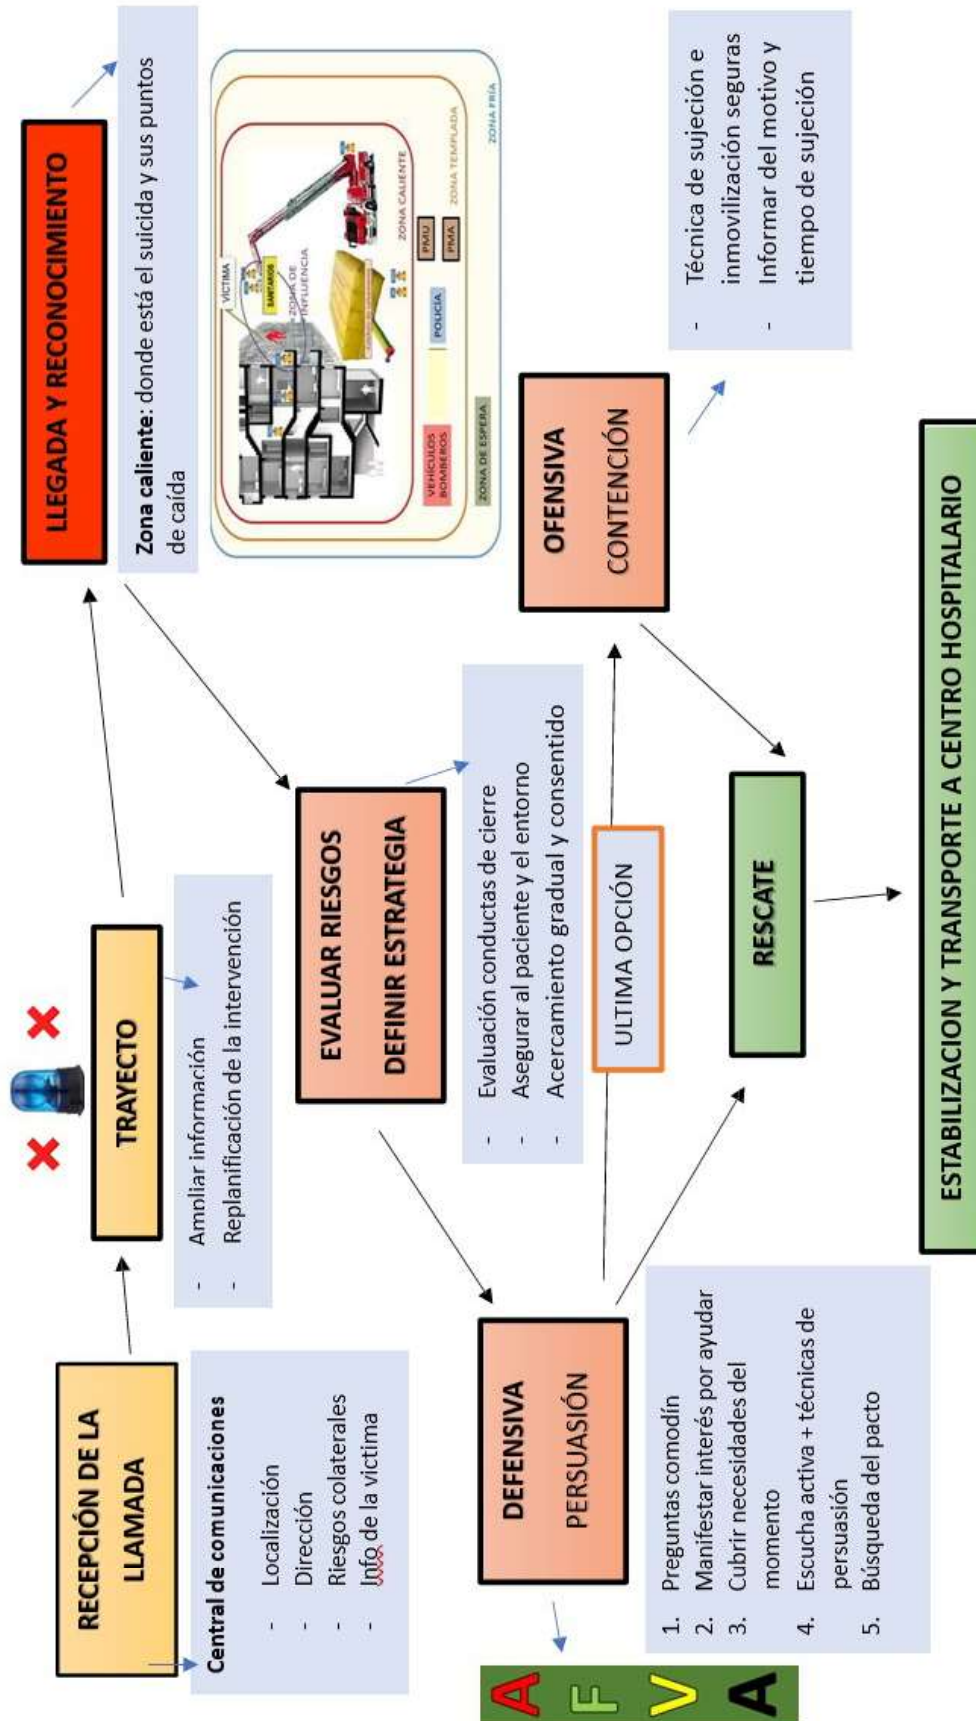 RECEPCIÓN DE LA
LLAMADA
Central de comunicaciones
- Localización
- Dirección
- Riesgos colaterales
- Info de la victima
TRAYECTO
- Ampliar información
- Replanificación de la intervención
LLEGADA Y RECONOCIMIENTO
Zona caliente: donde está el suicida y sus puntos
de caída
VÍCTIMA
SANITARIOS
ZONA DE
INFLUENCIA
ZONA CALIENTE
VEHÍCULOS
BOMBEROS
POLICÍA
PMU
PMA
ZONA TEMPLADA
ZONA DE ESPERA
ZONA FRÍA
EVALUAR RIESGOS
DEFINIR ESTRATEGIA
- Evaluación conductas de cierre
- Asegurar al paciente y el entorno
- Acercamiento gradual y consentido
DEFENSIVA
PERSUASIÓN
A
F
V
A
1. Preguntas comodín
2. Manifestar interés por ayudar
3. Cubrir necesidades del
momento
4. Escucha activa + técnicas de
persuasión
5. Búsqueda del pacto
ULTIMA OPCIÓN
OFENSIVA
CONTENCIÓN
- Técnica de sujeción e
inmovilización seguras
- Informar del motivo y
tiempo de sujeción
RESCATE
ESTABILIZACION Y TRANSPORTE A CENTRO HOSPITALARIO